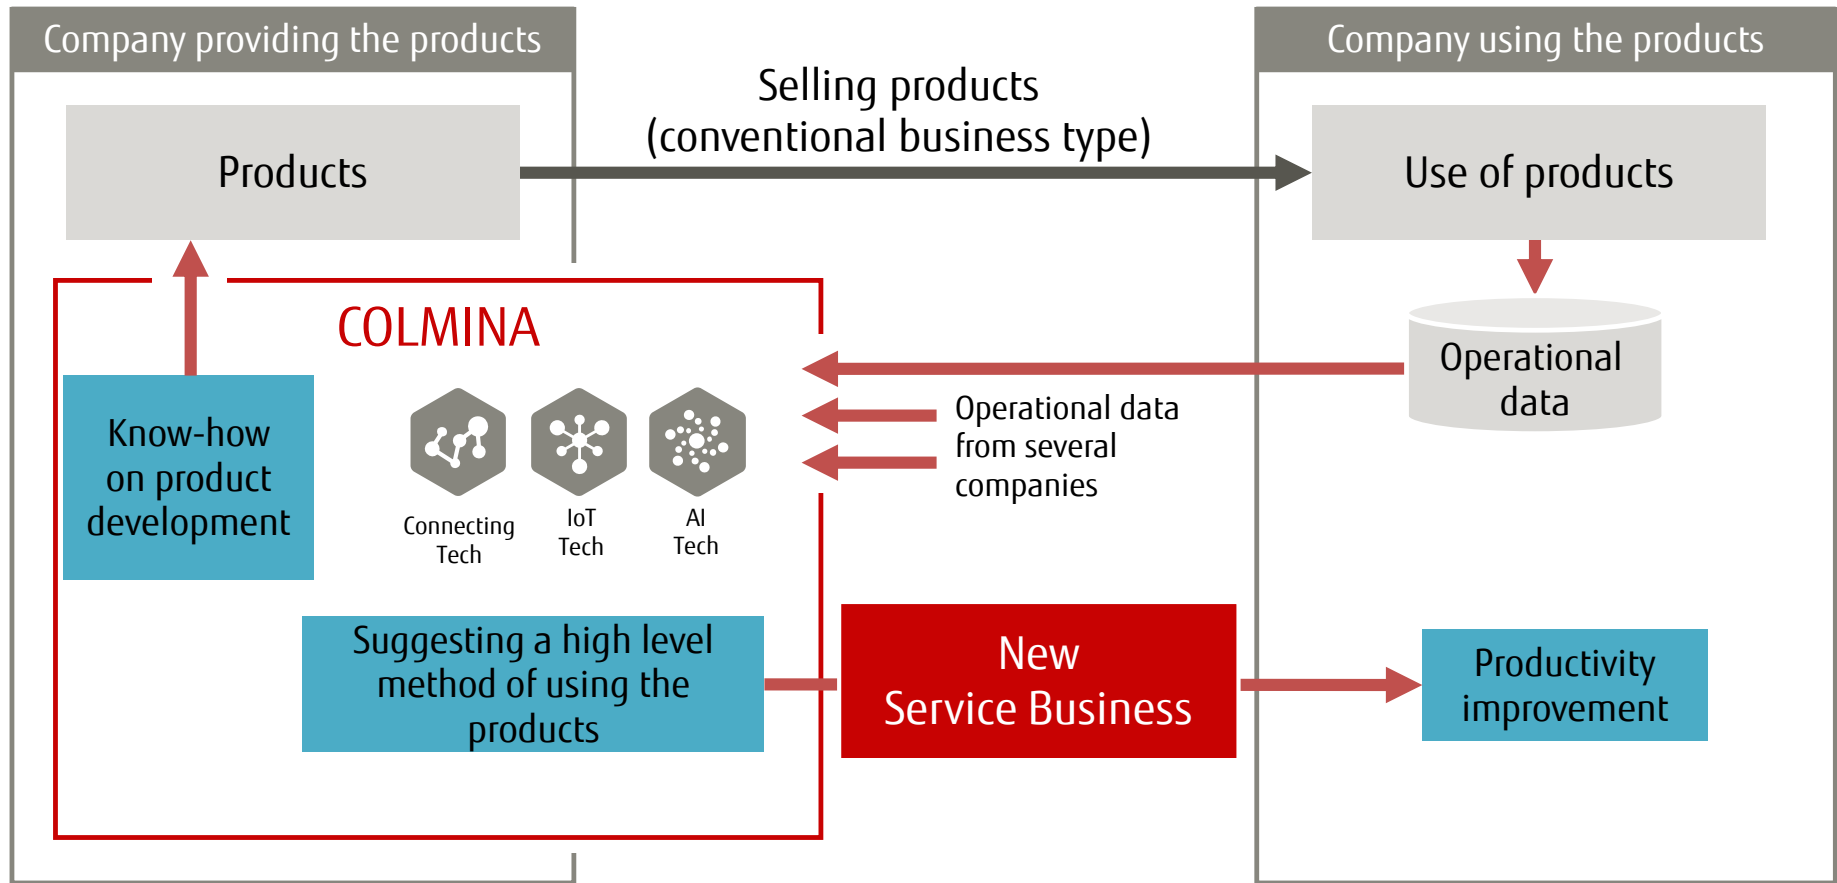 Company providing the products
Company using the products
Selling products
(conventional business type)
Products
Use of products
COLMINA
Know-how
on product
development
Connecting
Tech
IoT
Tech
AI
Tech
Operational data
from several
companies
Operational
data
Suggesting a high level
method of using the
products
New
Service Business
Productivity
improvement